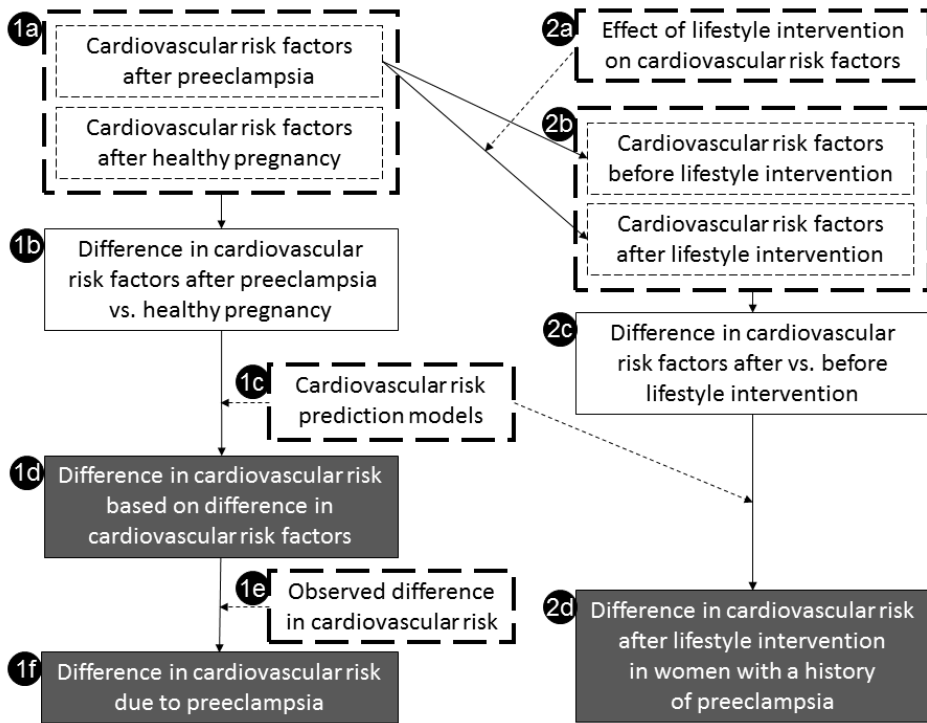 1a
Cardiovascular risk factors
after preeclampsia
Cardiovascular risk factors
after healthy pregnancy
1b
Difference in cardiovascular
risk factors after preeclampsia
vs. healthy pregnancy
1c
Cardiovascular risk
prediction models
1d
Difference in cardiovascular risk
based on difference in
cardiovascular risk factors
1e
Observed difference
in cardiovascular risk
1f
Difference in cardiovascular risk
due to preeclampsia
2a
Effect of lifestyle intervention
on cardiovascular risk factors
2b
Cardiovascular risk factors
before lifestyle intervention
Cardiovascular risk factors
after lifestyle intervention
2c
Difference in cardiovascular
risk factors after vs. before
lifestyle intervention
2d
Difference in cardiovascular risk
after lifestyle intervention
in women with a history
of preeclampsia